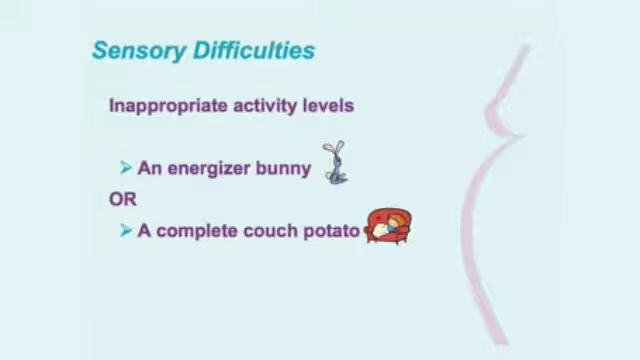 Sensory Difficulties
Inappropriate activity levels
An energizer bunny
OR
A complete couch potato